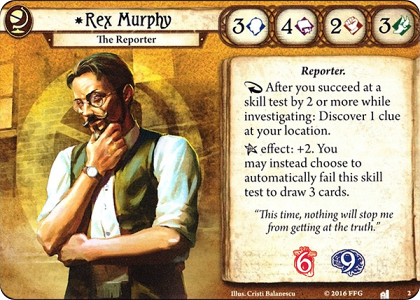 Rex Murphy
The Reporter
3 4 2 3
Reporter.
After you succeed at a
skill test by 2 or more while
investigating: Discover 1 clue
at your location.
effect: +2. You
may instead choose to
automatically fail this skill
test to draw 3 cards.
“This time, nothing will stop me
from getting at the truth.”
6 9
Illus. Cristi Balanescu
© 2016 FFG
2